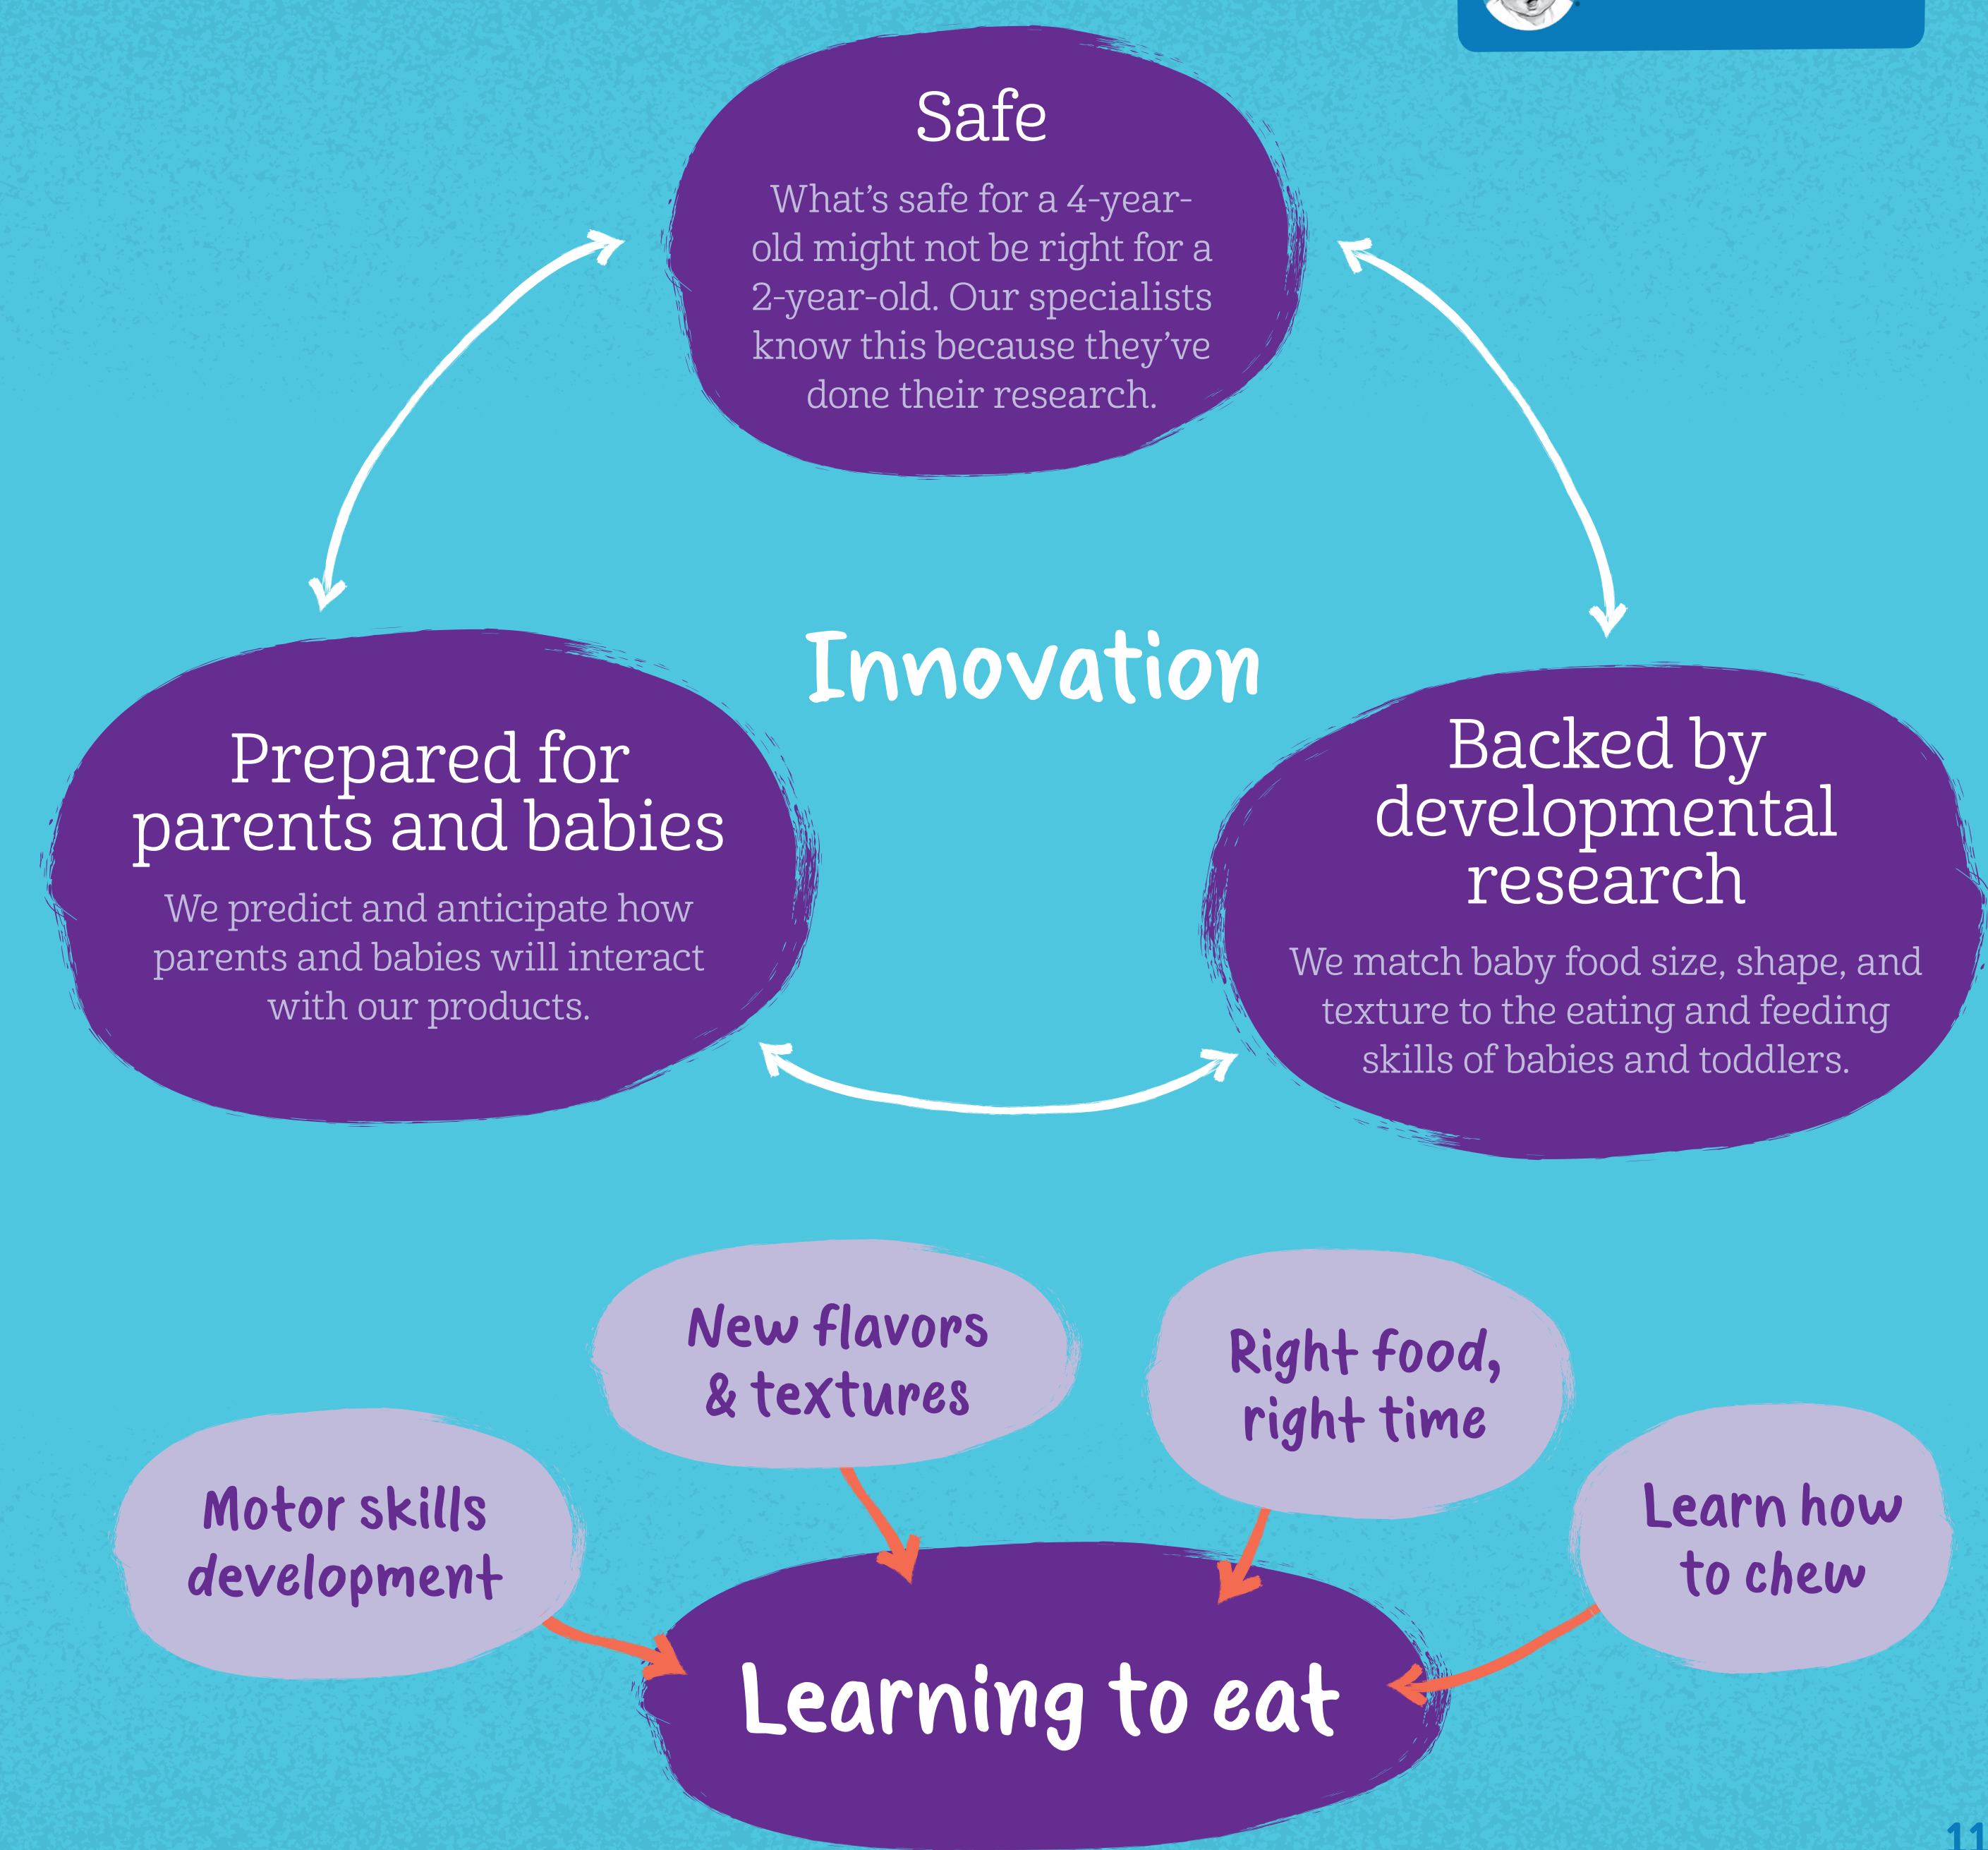 Safe
What's safe for a 4-year-
old might not be right for a
2-year-old. Our specialists
know this because they've
done their research.
Innovation
Prepared for
parents and babies
We predict and anticipate how
parents and babies will interact
with our products.
Backed by
developmental
research
We match baby food size, shape, and
texture to the eating and feeding
skills of babies and toddlers.
New flavors
& textures
Right food,
right time
Motor skills
development
Learn how
to chew
Learning to eat
11